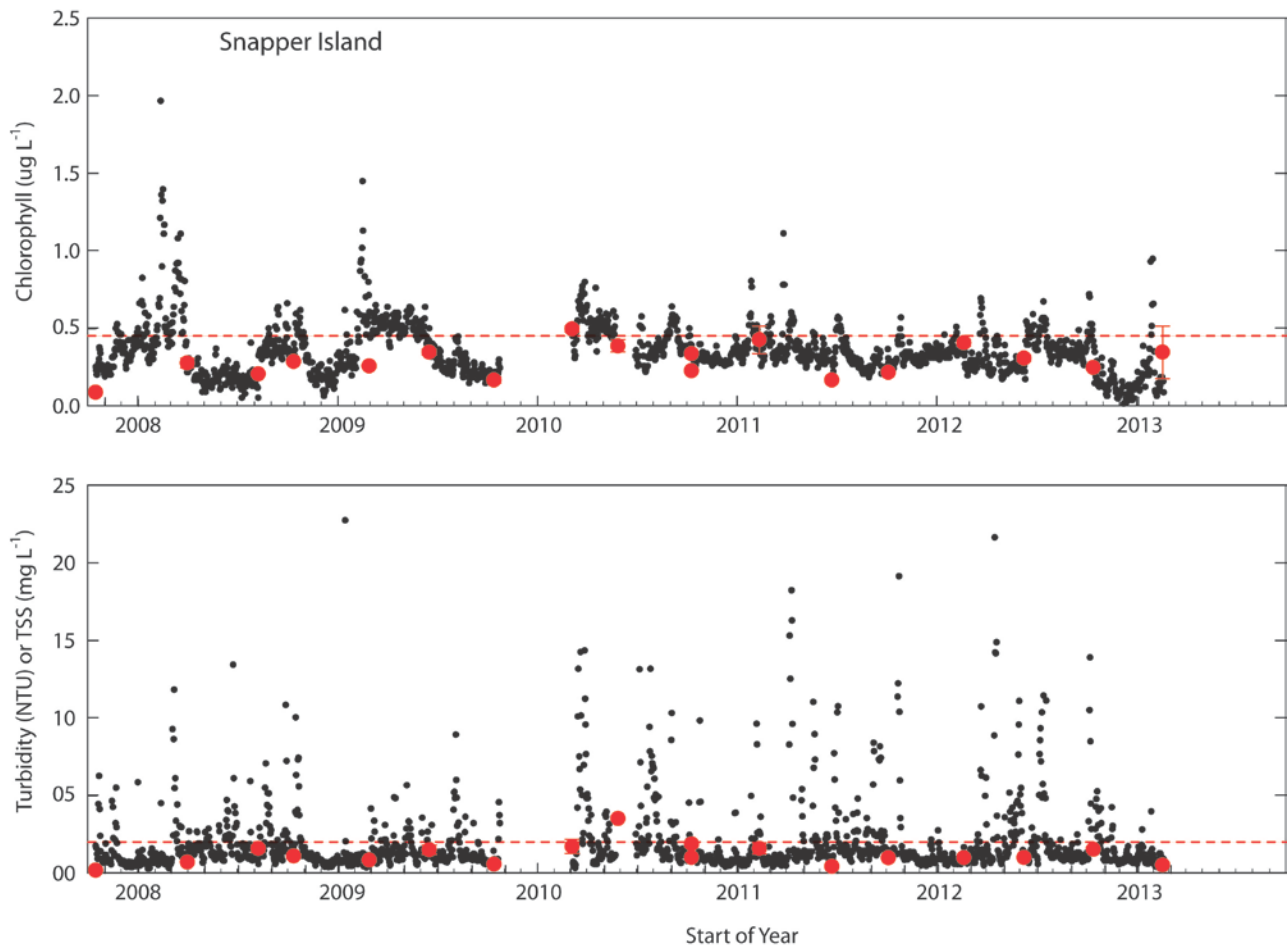 Snapper Island
Chlorophyll (ug L⁻¹)
2.5
2.0
1.5
1.0
0.5
0.0
2008 2009 2010 2011 2012 2013
Turbidity (NTU) or TSS (mg L⁻¹)
25
20
15
10
05
00
2008 2009 2010 2011 2012 2013
Start of Year